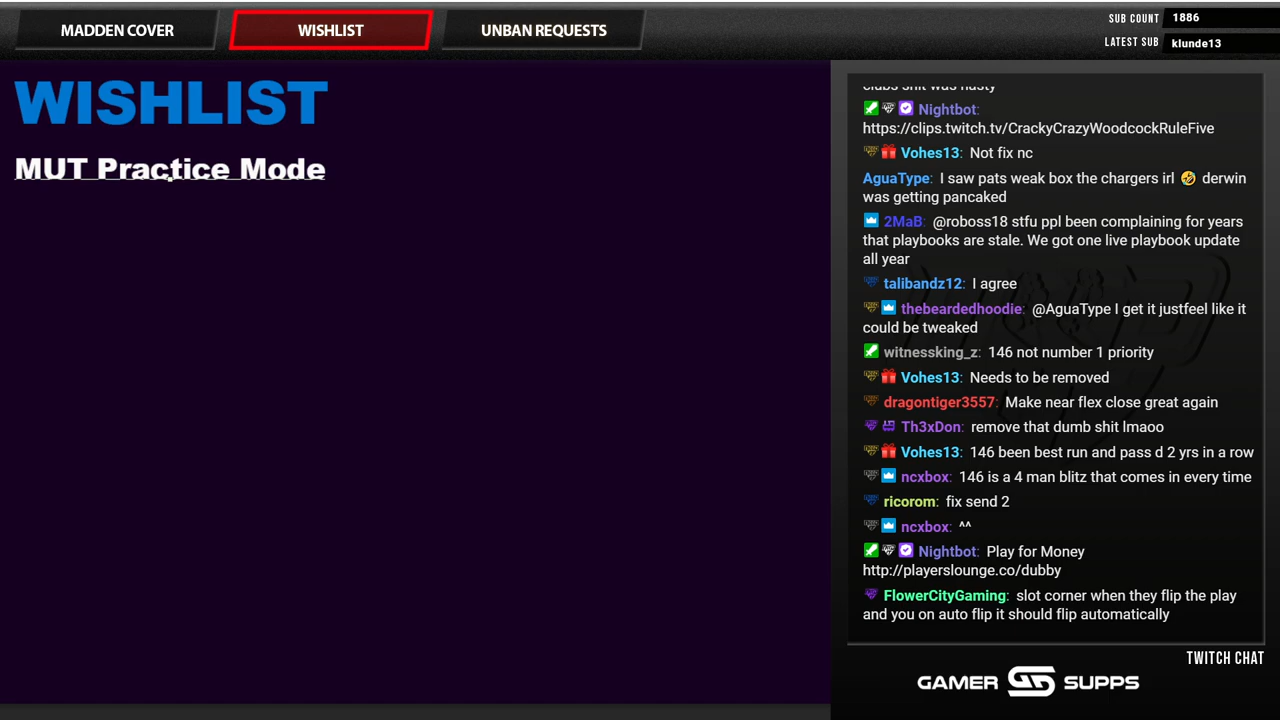 MADDEN COVER
WISHLIST
UNBAN REQUESTS
SUB COUNT 1886
LATEST SUB klunde13
WISHLIST
MUT Practice Mode
clubs shit was nasty
Nightbot:
https://clips.twitch.tv/CrackyCrazyWoodcockRuleFive
Vohes13: Not fix nc
AguaType: I saw pats weak box the chargers irl 🤣 derwin
was getting pancaked
2MaB: @roboss18 stfu ppl been complaining for years
that playbooks are stale. We got one live playbook update
all year
talibandz12: I agree
thebeardedhoodie: @AguaType I get it justfeel like it
could be tweaked
witnessking_z: 146 not number 1 priority
Vohes13: Needs to be removed
dragontiger3557: Make near flex close great again
Th3xDon: remove that dumb shit lmaoo
Vohes13: 146 been best run and pass d 2 yrs in a row
ncxbox: 146 is a 4 man blitz that comes in every time
ricorom: fix send 2
ncxbox: ^^
Nightbot: Play for Money
http://playerslounge.co/dubby
FlowerCityGaming: slot corner when they flip the play
and you on auto flip it should flip automatically
TWITCH CHAT
GAMER SUPPS